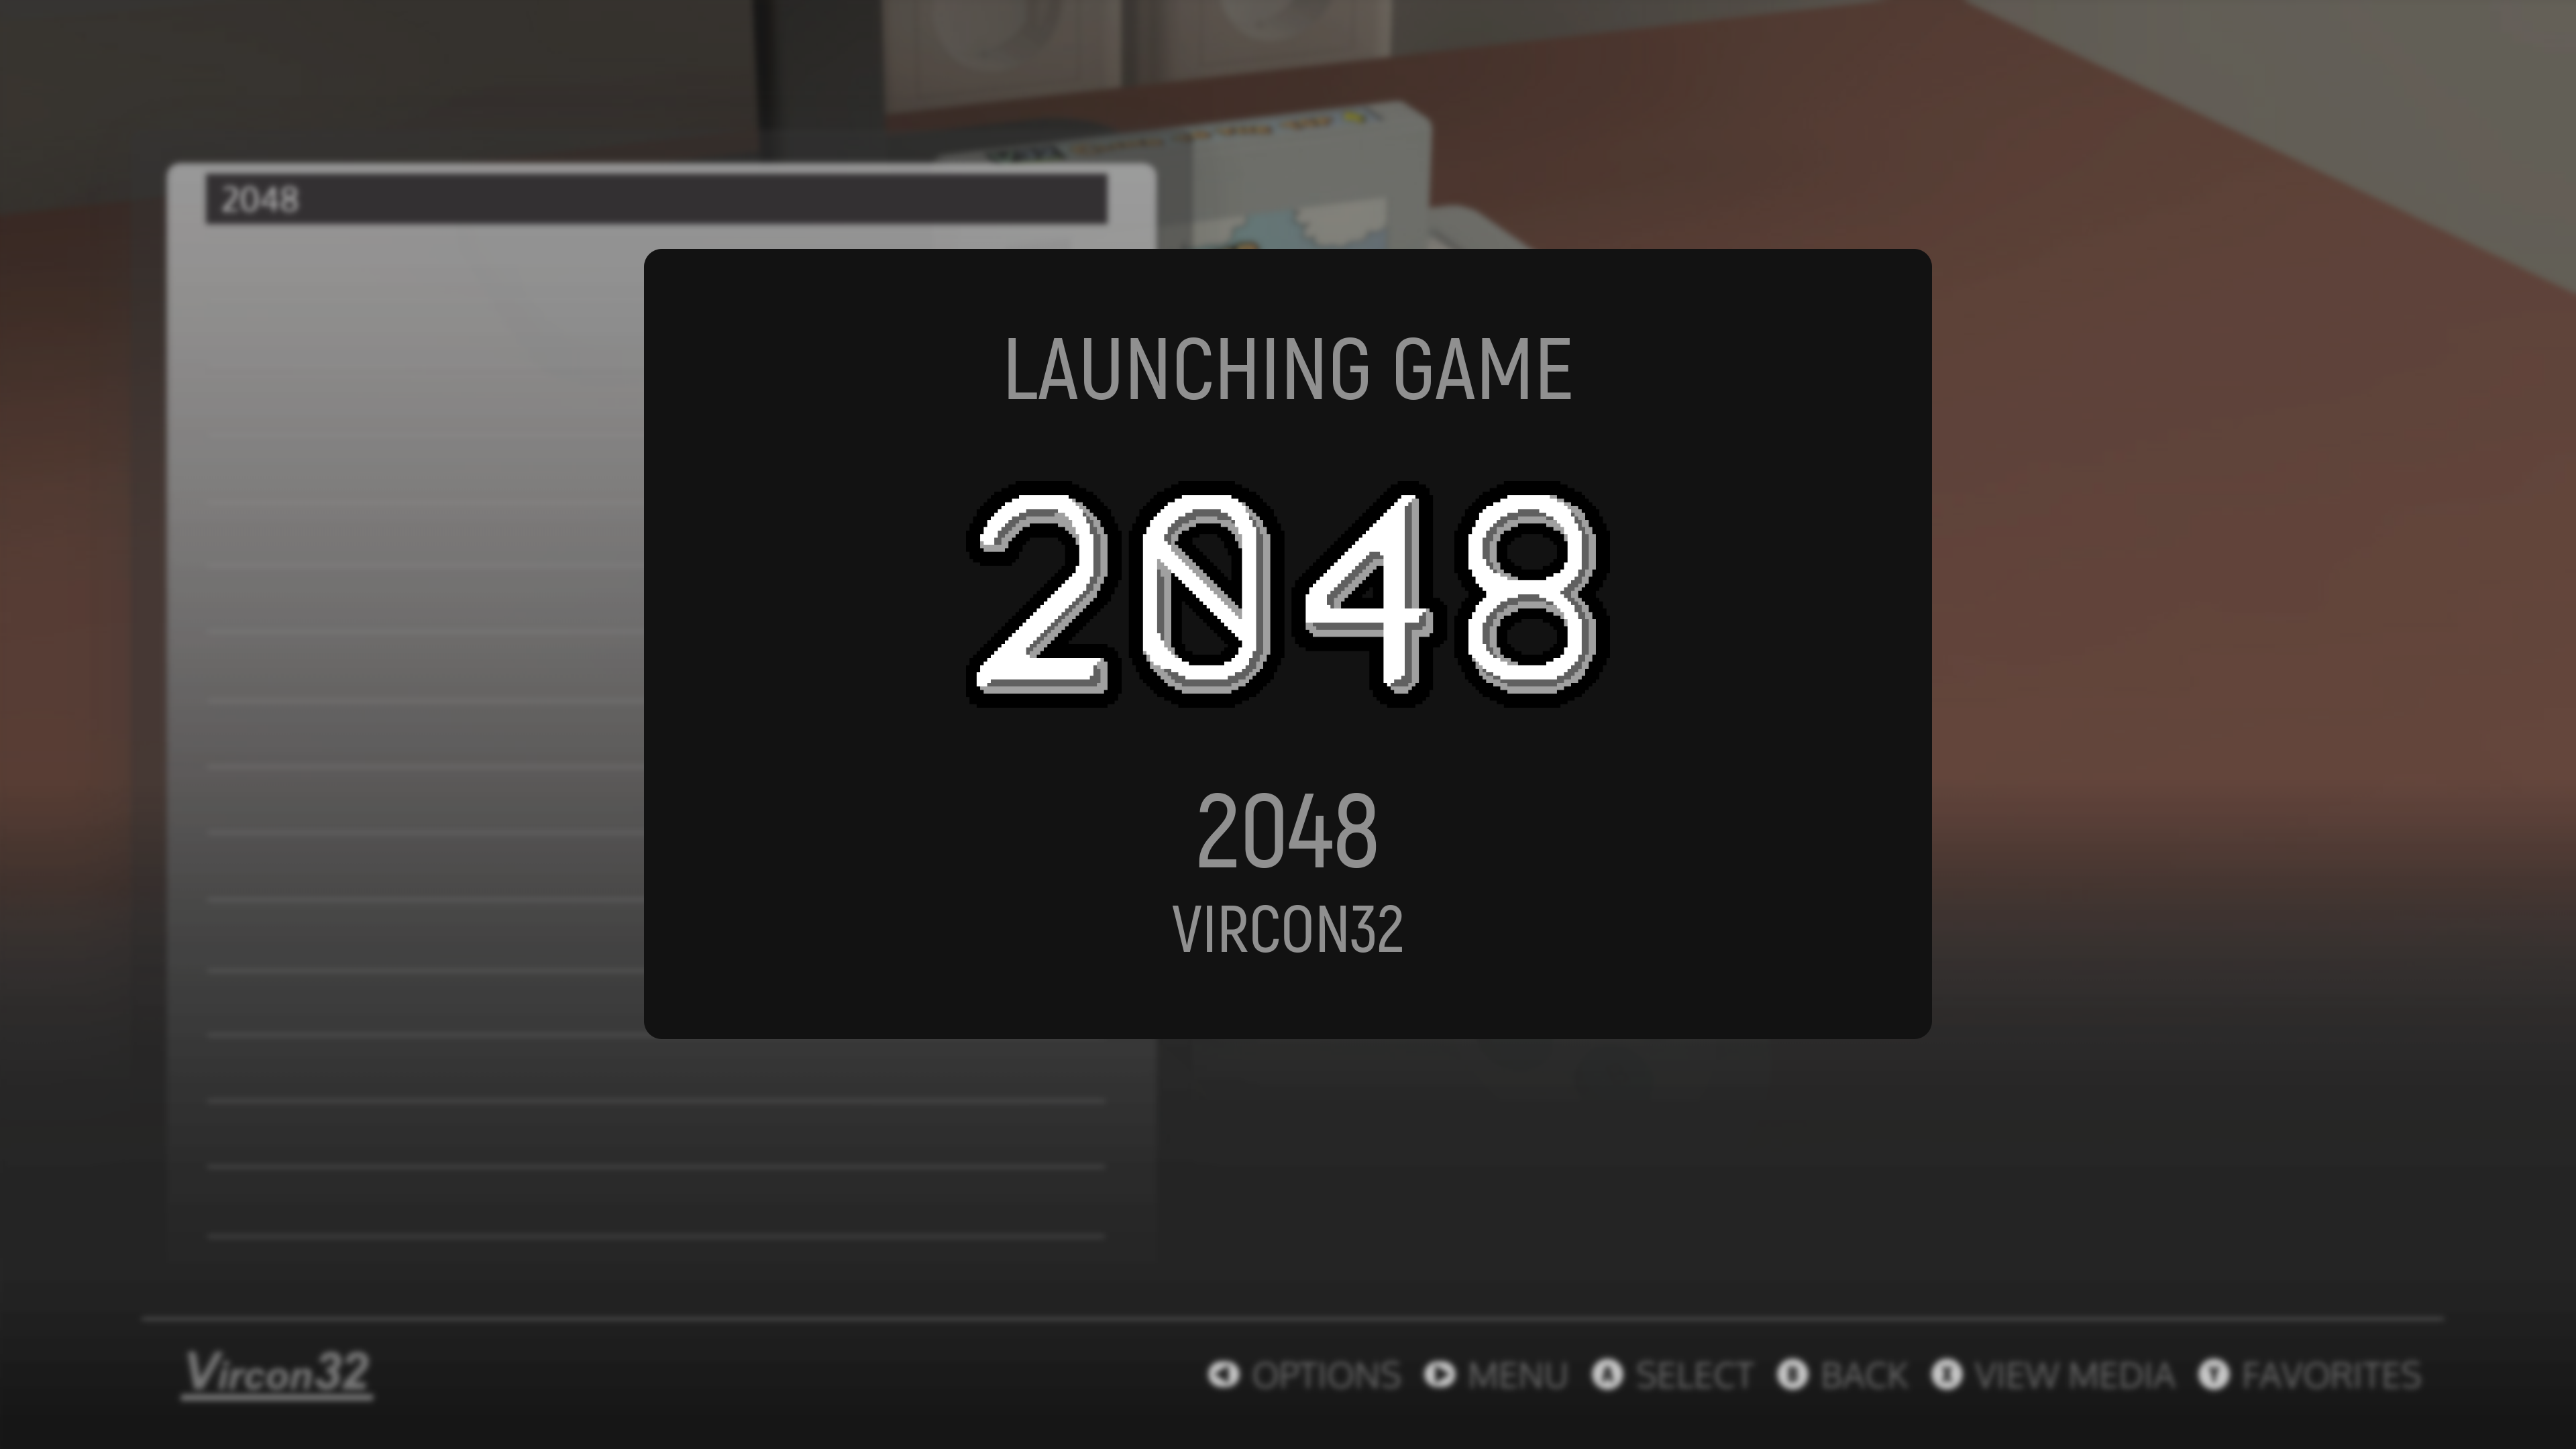 2048
LAUNCHING GAME
2048
2048
VIRCON32
Vircon32
OPTIONS MENU A SELECT B BACK X VIEW MEDIA Y FAVORITES